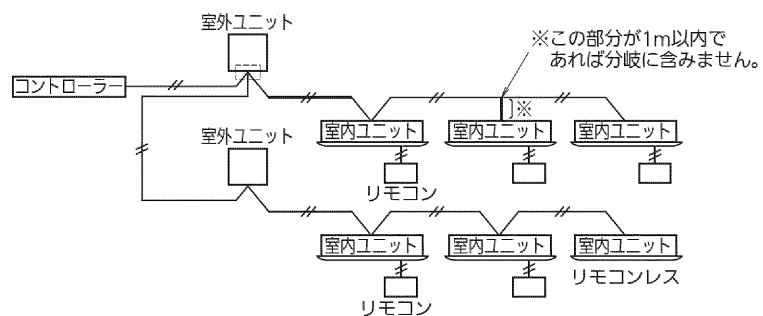 室外ユニット
※この部分が1m以内で
あれば分岐に含みません。
コントローラー
※
室内ユニット
室内ユニット
室内ユニット
室外ユニット
リモコン
室内ユニット
室内ユニット
室内ユニット
リモコンレス
リモコン